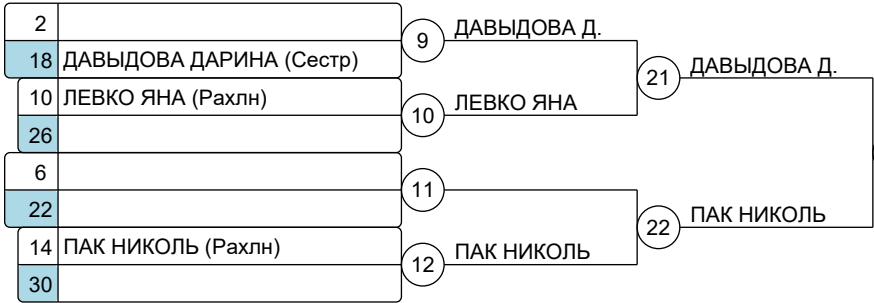 2
18 ДАВЫДОВА ДАРИНА (Сестр)
9 ДАВЫДОВА Д.
10 ЛЕВКО ЯНА (Рахлн)
26
10 ЛЕВКО ЯНА
21 ДАВЫДОВА Д.
6
22
11
14 ПАК НИКОЛЬ (Рахлн)
30
12 ПАК НИКОЛЬ
22 ПАК НИКОЛЬ